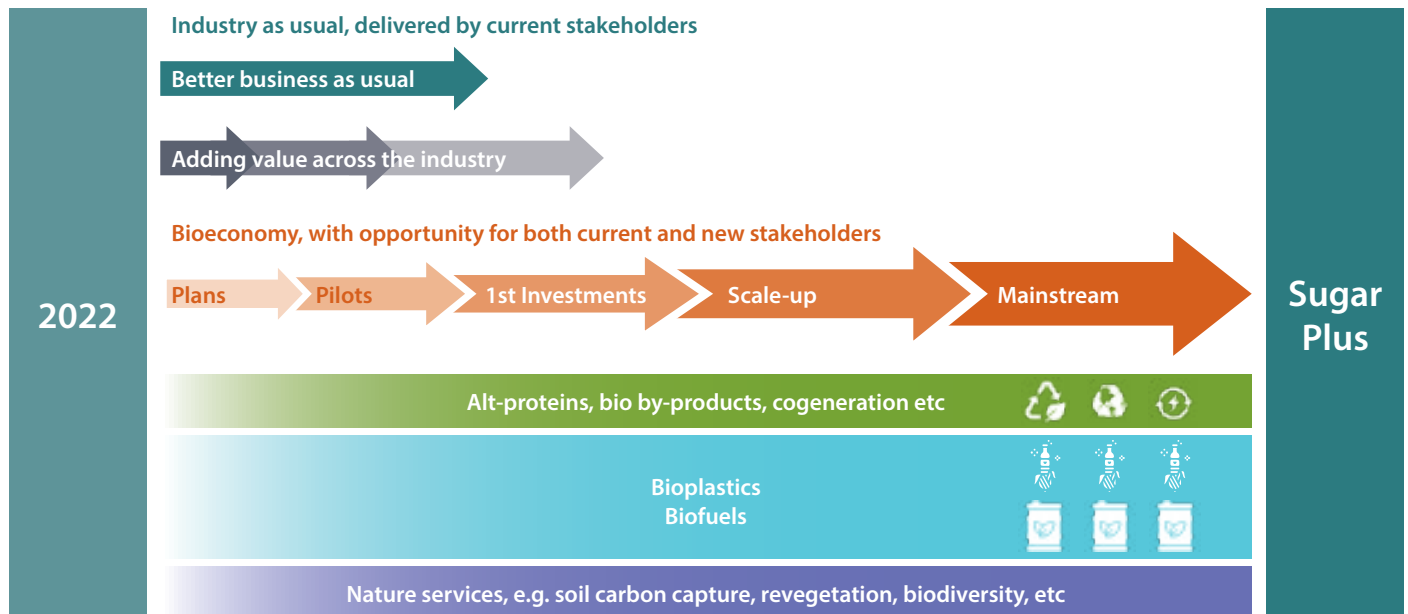 Industry as usual, delivered by current stakeholders
Better business as usual
Adding value across the industry
Bioeconomy, with opportunity for both current and new stakeholders
Plans
Pilots
1st Investments
Scale-up
Mainstream
2022
Sugar
Plus
Alt-proteins, bio by-products, cogeneration etc
Bioplastics
Biofuels
Nature services, e.g. soil carbon capture, revegetation, biodiversity, etc